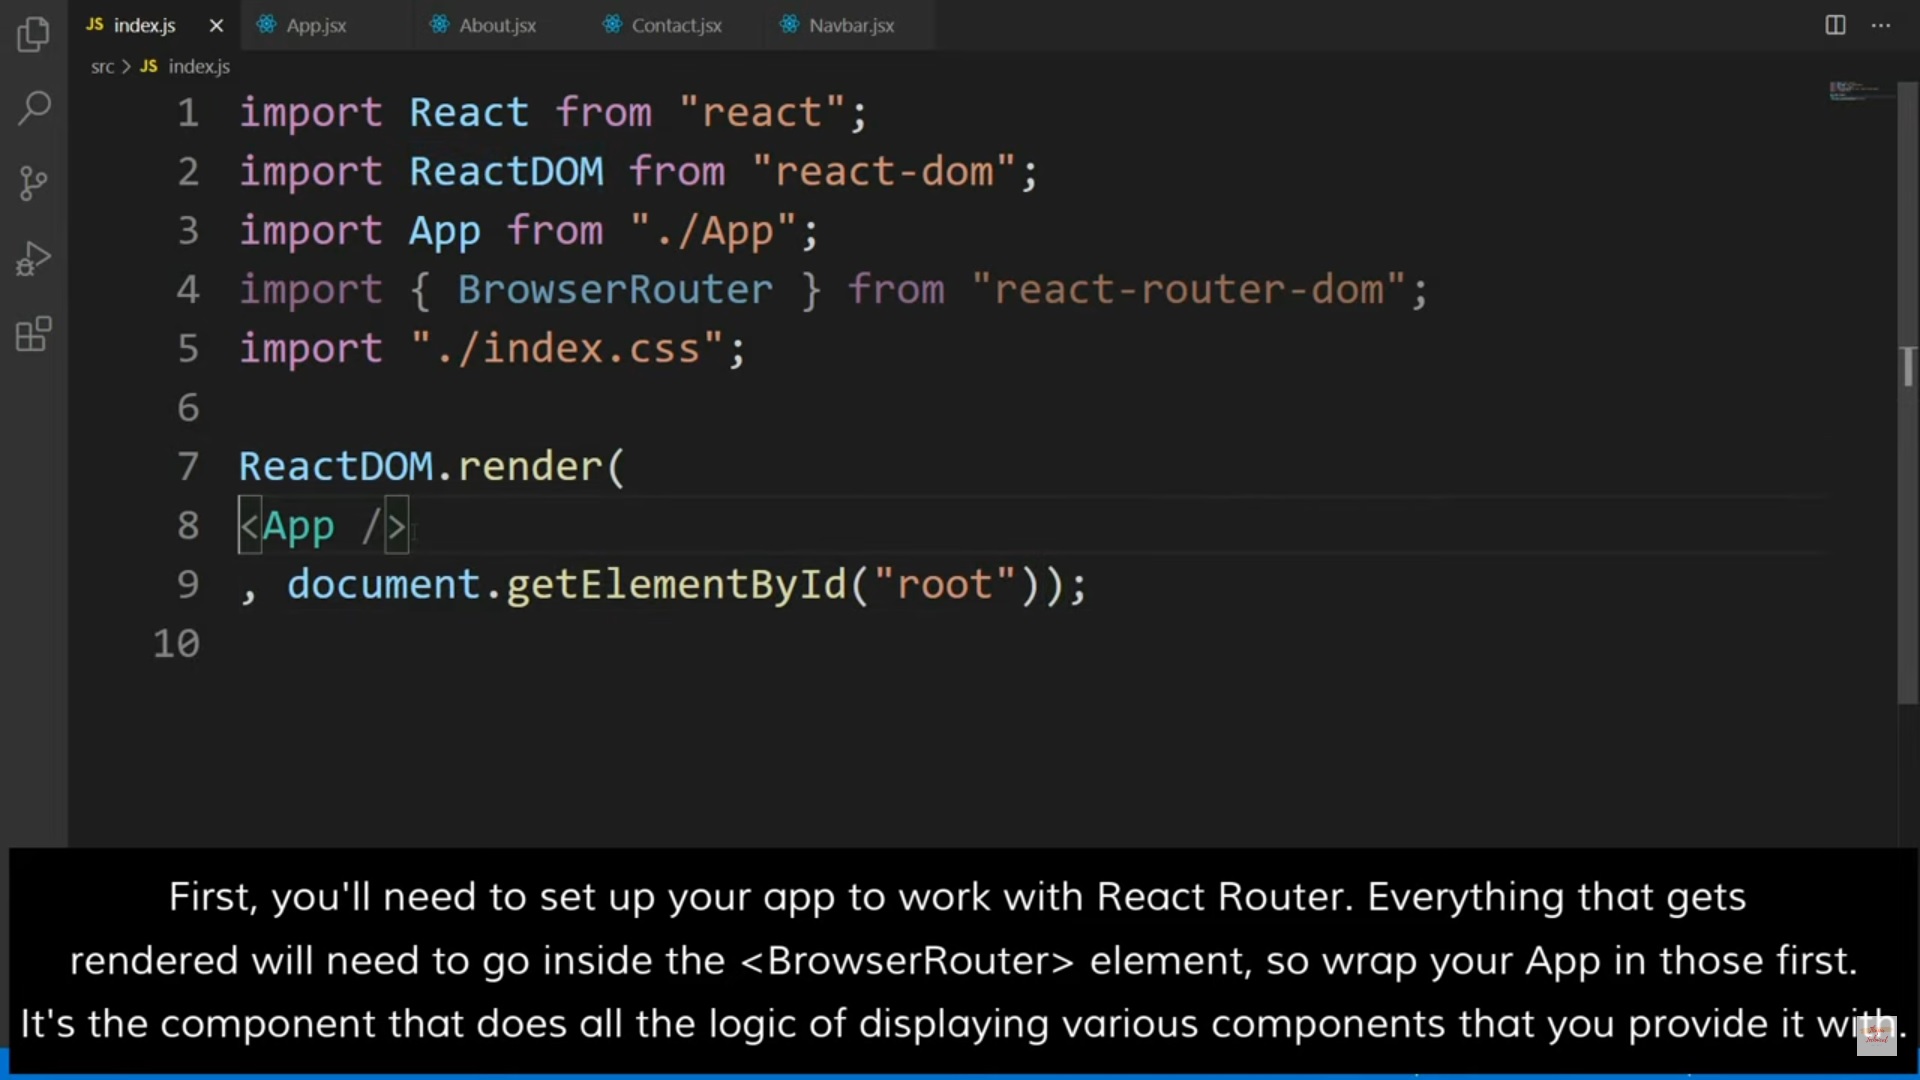 JS index.js App.jsx About.jsx Contact.jsx Navbar.jsx
src > JS index.js
1 import React from "react";
2 import ReactDOM from "react-dom";
3 import App from "./App";
4 import { BrowserRouter } from "react-router-dom";
5 import "./index.css";
6
7 ReactDOM.render(
8 <App />
9 , document.getElementById("root"));
10
First, you'll need to set up your app to work with React Router. Everything that gets
rendered will need to go inside the <BrowserRouter> element, so wrap your App in those first.
It's the component that does all the logic of displaying various components that you provide it with.